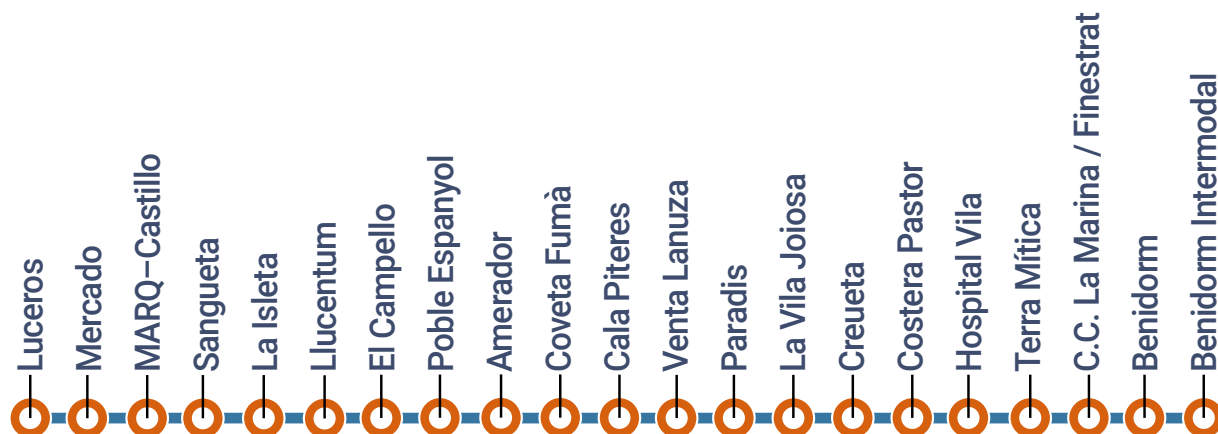 Luceros
Mercado
MARQ–Castillo
Sangueta
La Isleta
Llucentum
El Campello
Poble Espanyol
Amerador
Coveta Fumà
Cala Piteres
Venta Lanuza
Paradis
La Vila Joiosa
Creueta
Costera Pastor
Hospital Vila
Terra Mítica
C.C. La Marina / Finestrat
Benidorm
Benidorm Intermodal